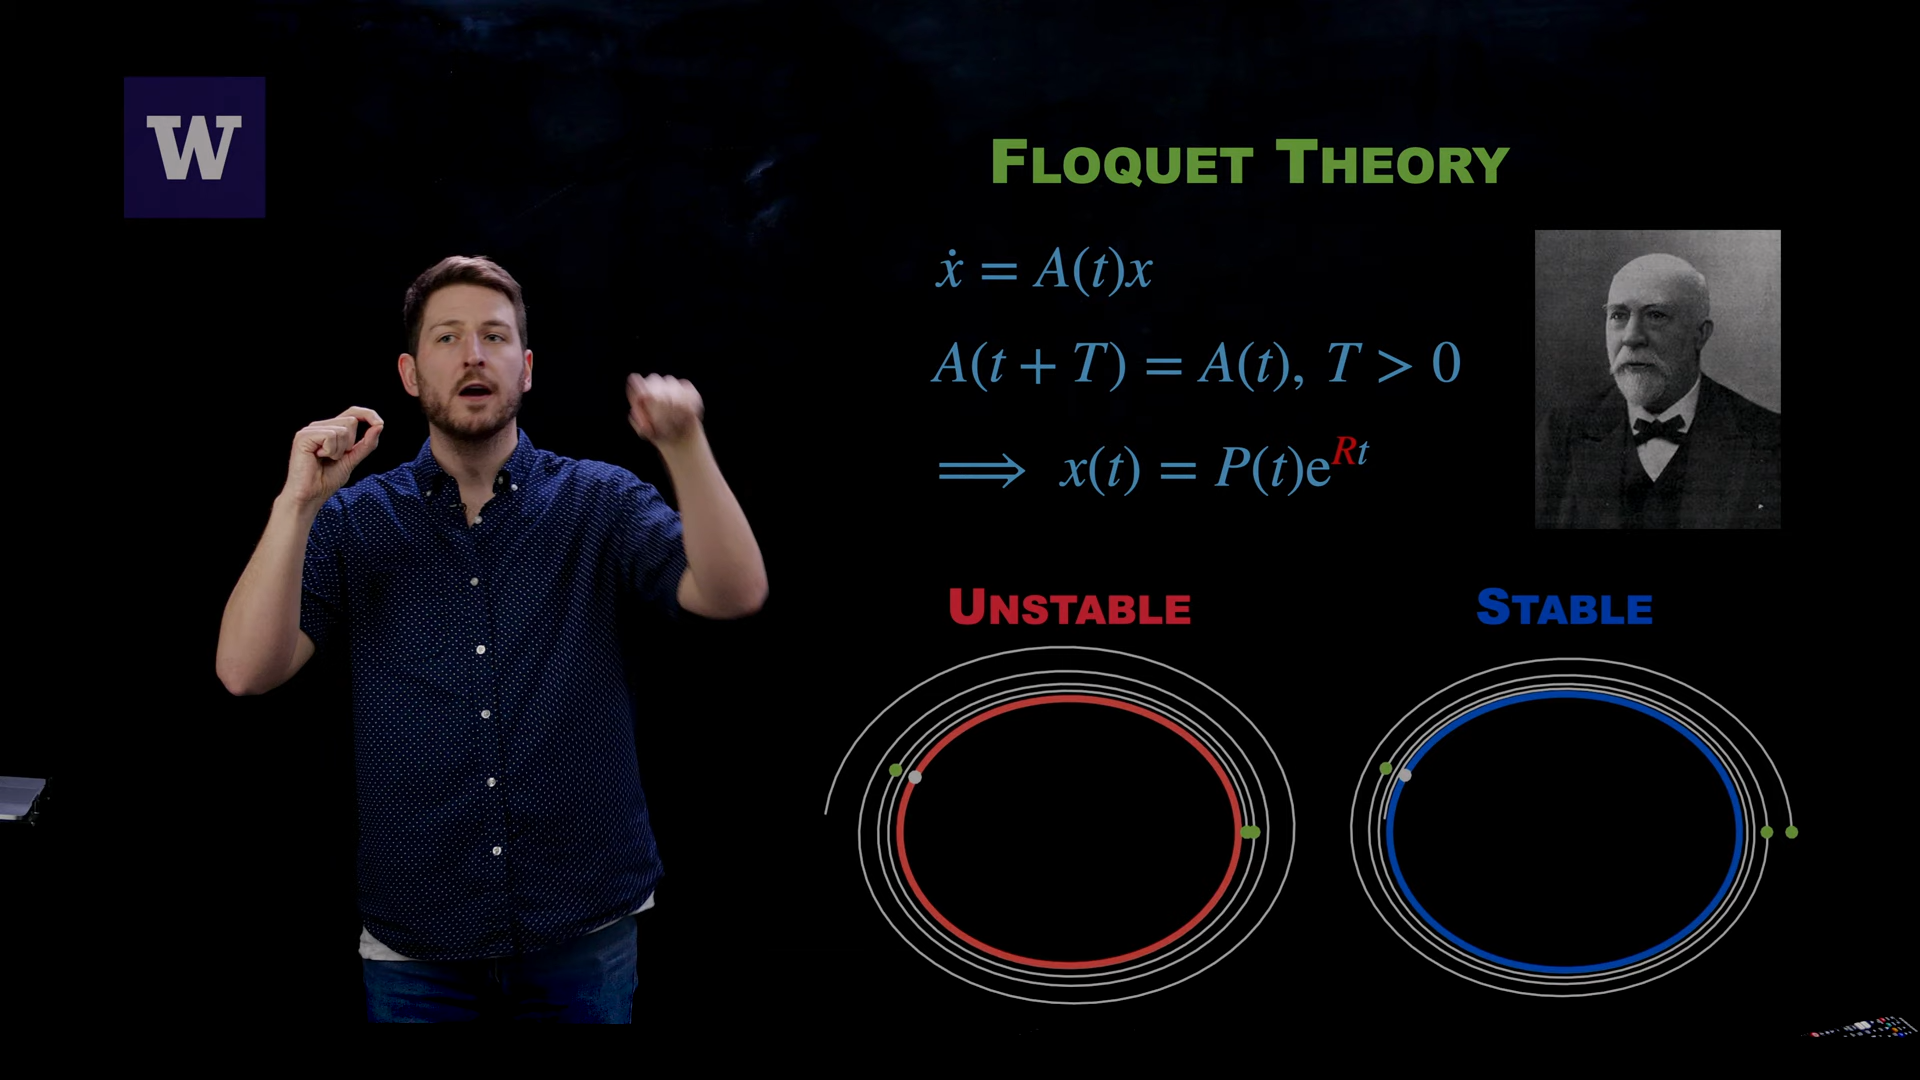 W
FLOQUET THEORY
ẋ = A(t)x
A(t + T) = A(t), T > 0
⟹ x(t) = P(t)e^{Rt}
UNSTABLE STABLE